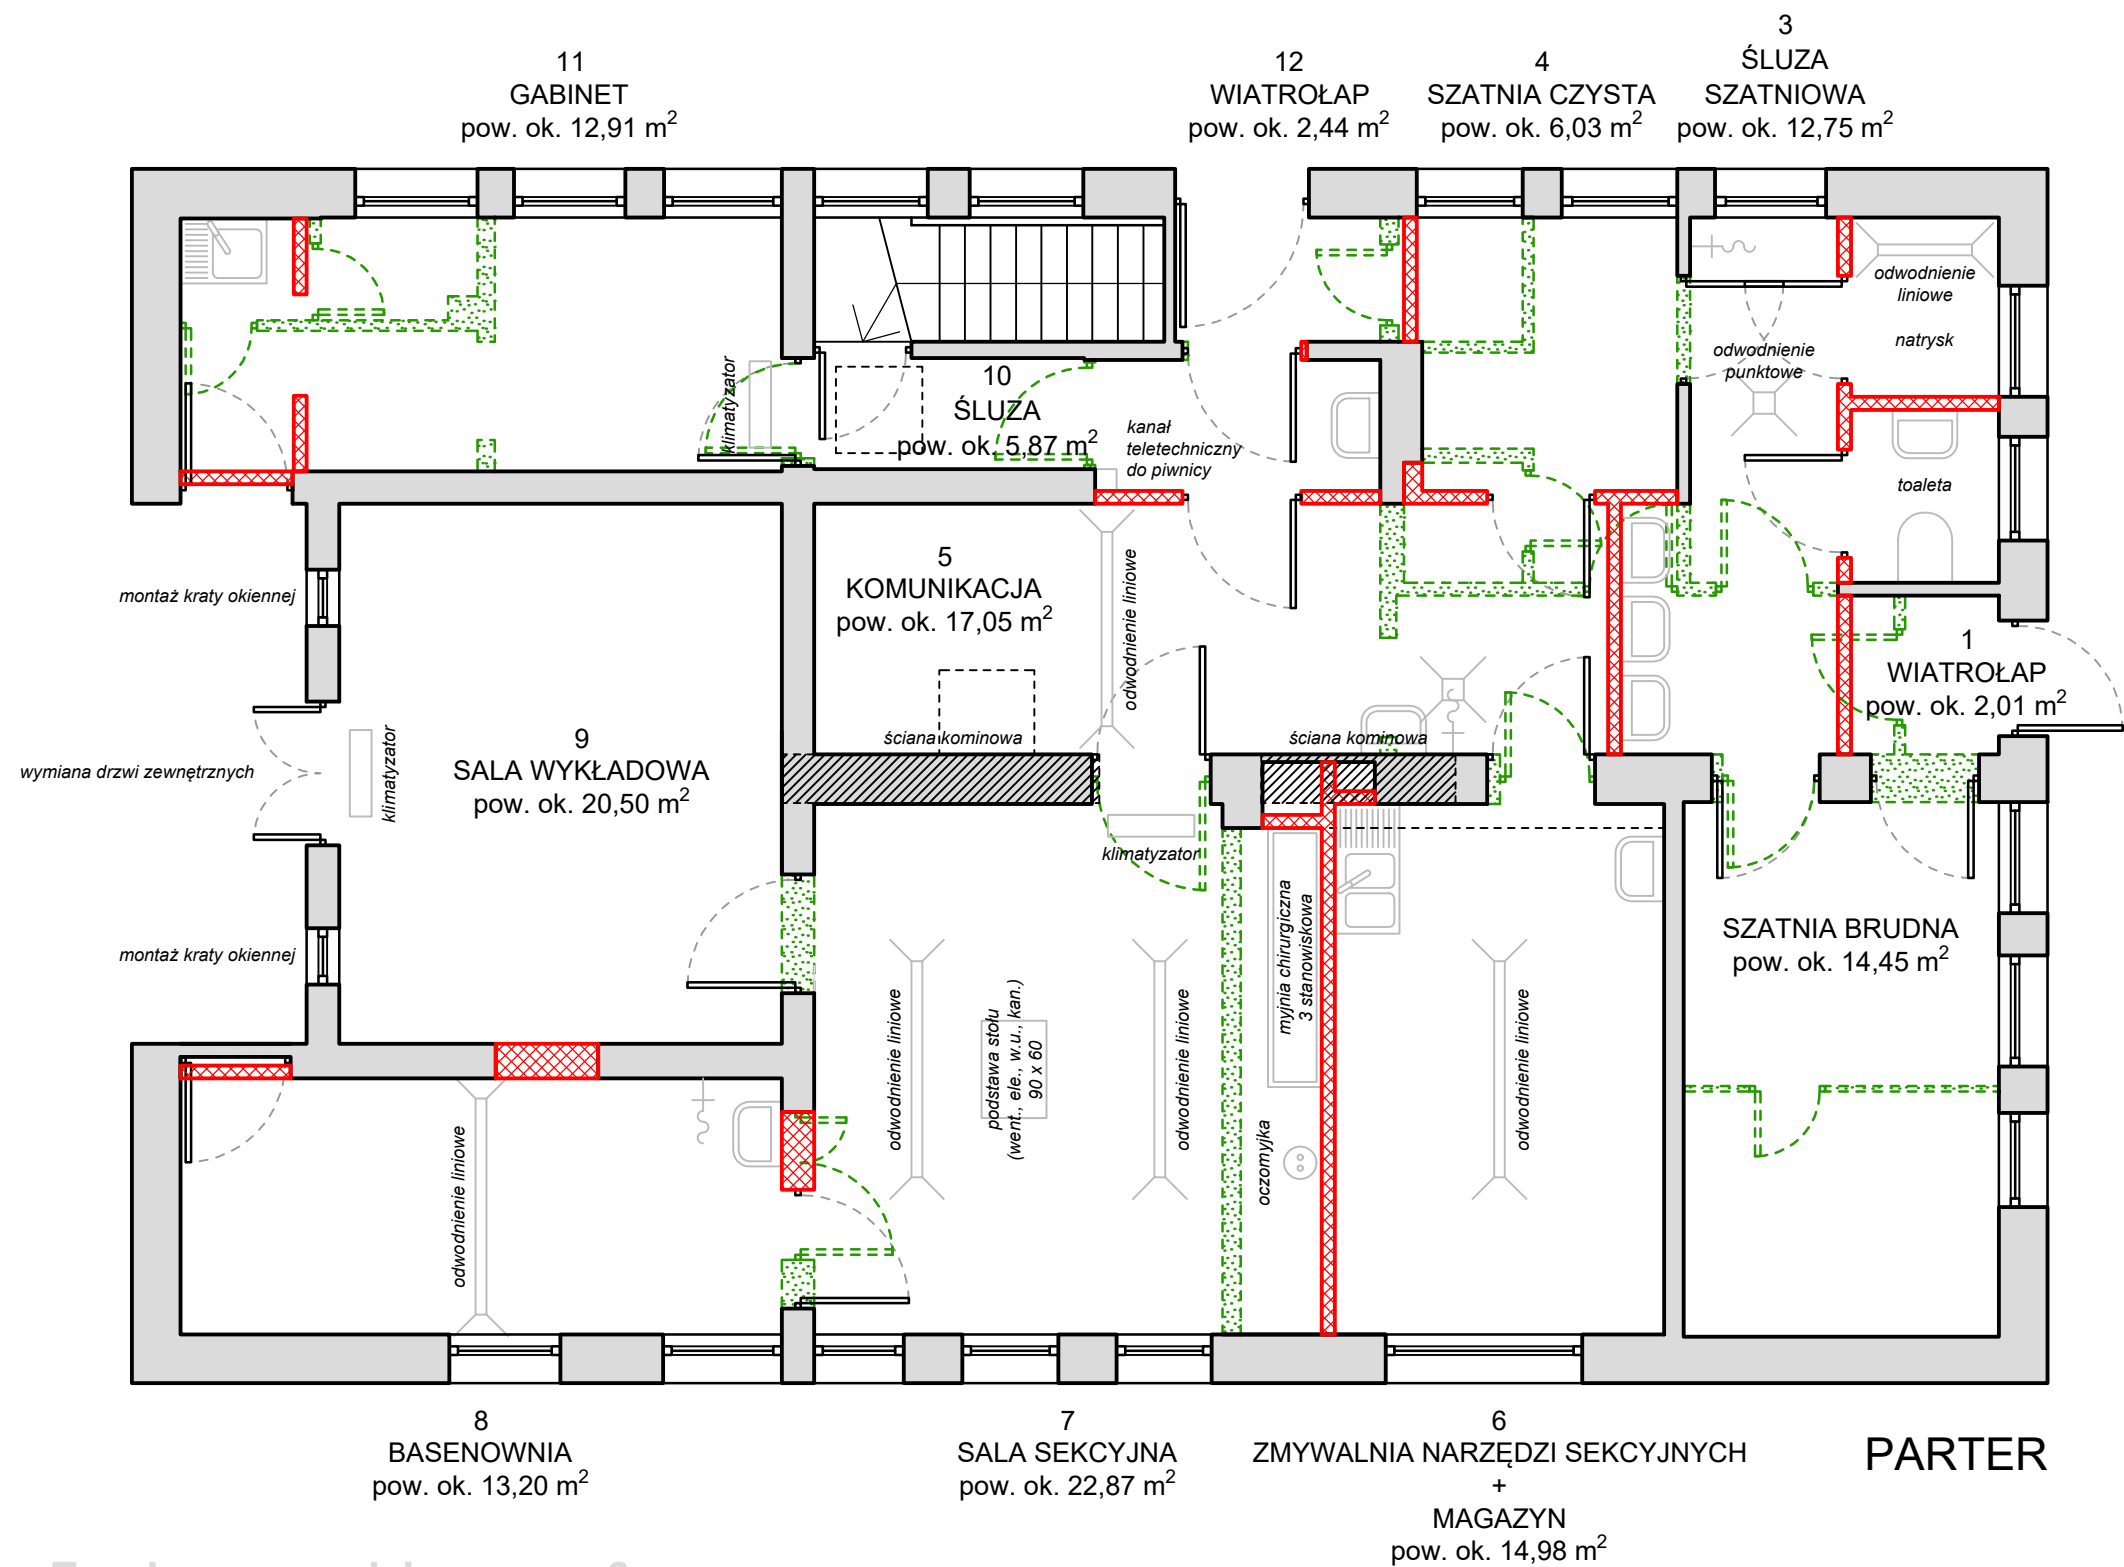 11
GABINET
pow. ok. 12,91 m²
12
WIATROŁAP
pow. ok. 2,44 m²
4
SZATNIA CZYSTA
pow. ok. 6,03 m²
3
ŚLUZA
SZATNIOWA
pow. ok. 12,75 m²
odwodnienie
liniowe
natrysk
odwodnienie
punktowe
klimatyzator
10
ŚLUZA
pow. ok. 5,87 m²
kanał
teletechniczny
do piwnicy
toaleta
montaż kraty okiennej
5
KOMUNIKACJA
pow. ok. 17,05 m²
odwodnienie liniowe
1
WIATROŁAP
pow. ok. 2,01 m²
wymiana drzwi zewnętrznych
klimatyzator
9
SALA WYKŁADOWA
pow. ok. 20,50 m²
ściana kominowa
ściana kominowa
klimatyzator
montaż kraty okiennej
myjnia chirurgiczna
3 stanowiskowa
SZATNIA BRUDNA
pow. ok. 14,45 m²
odwodnienie liniowe
podstawa stołu
(went., ele., w.u., kan.)
90 x 60
odwodnienie liniowe
odwodnienie liniowe
oczomyjka
odwodnienie liniowe
8
BASENOWNIA
pow. ok. 13,20 m²
7
SALA SEKCYJNA
pow. ok. 22,87 m²
6
ZMYWALNIA NARZĘDZI SEKCYJNYCH
+
MAGAZYN
pow. ok. 14,98 m²
PARTER